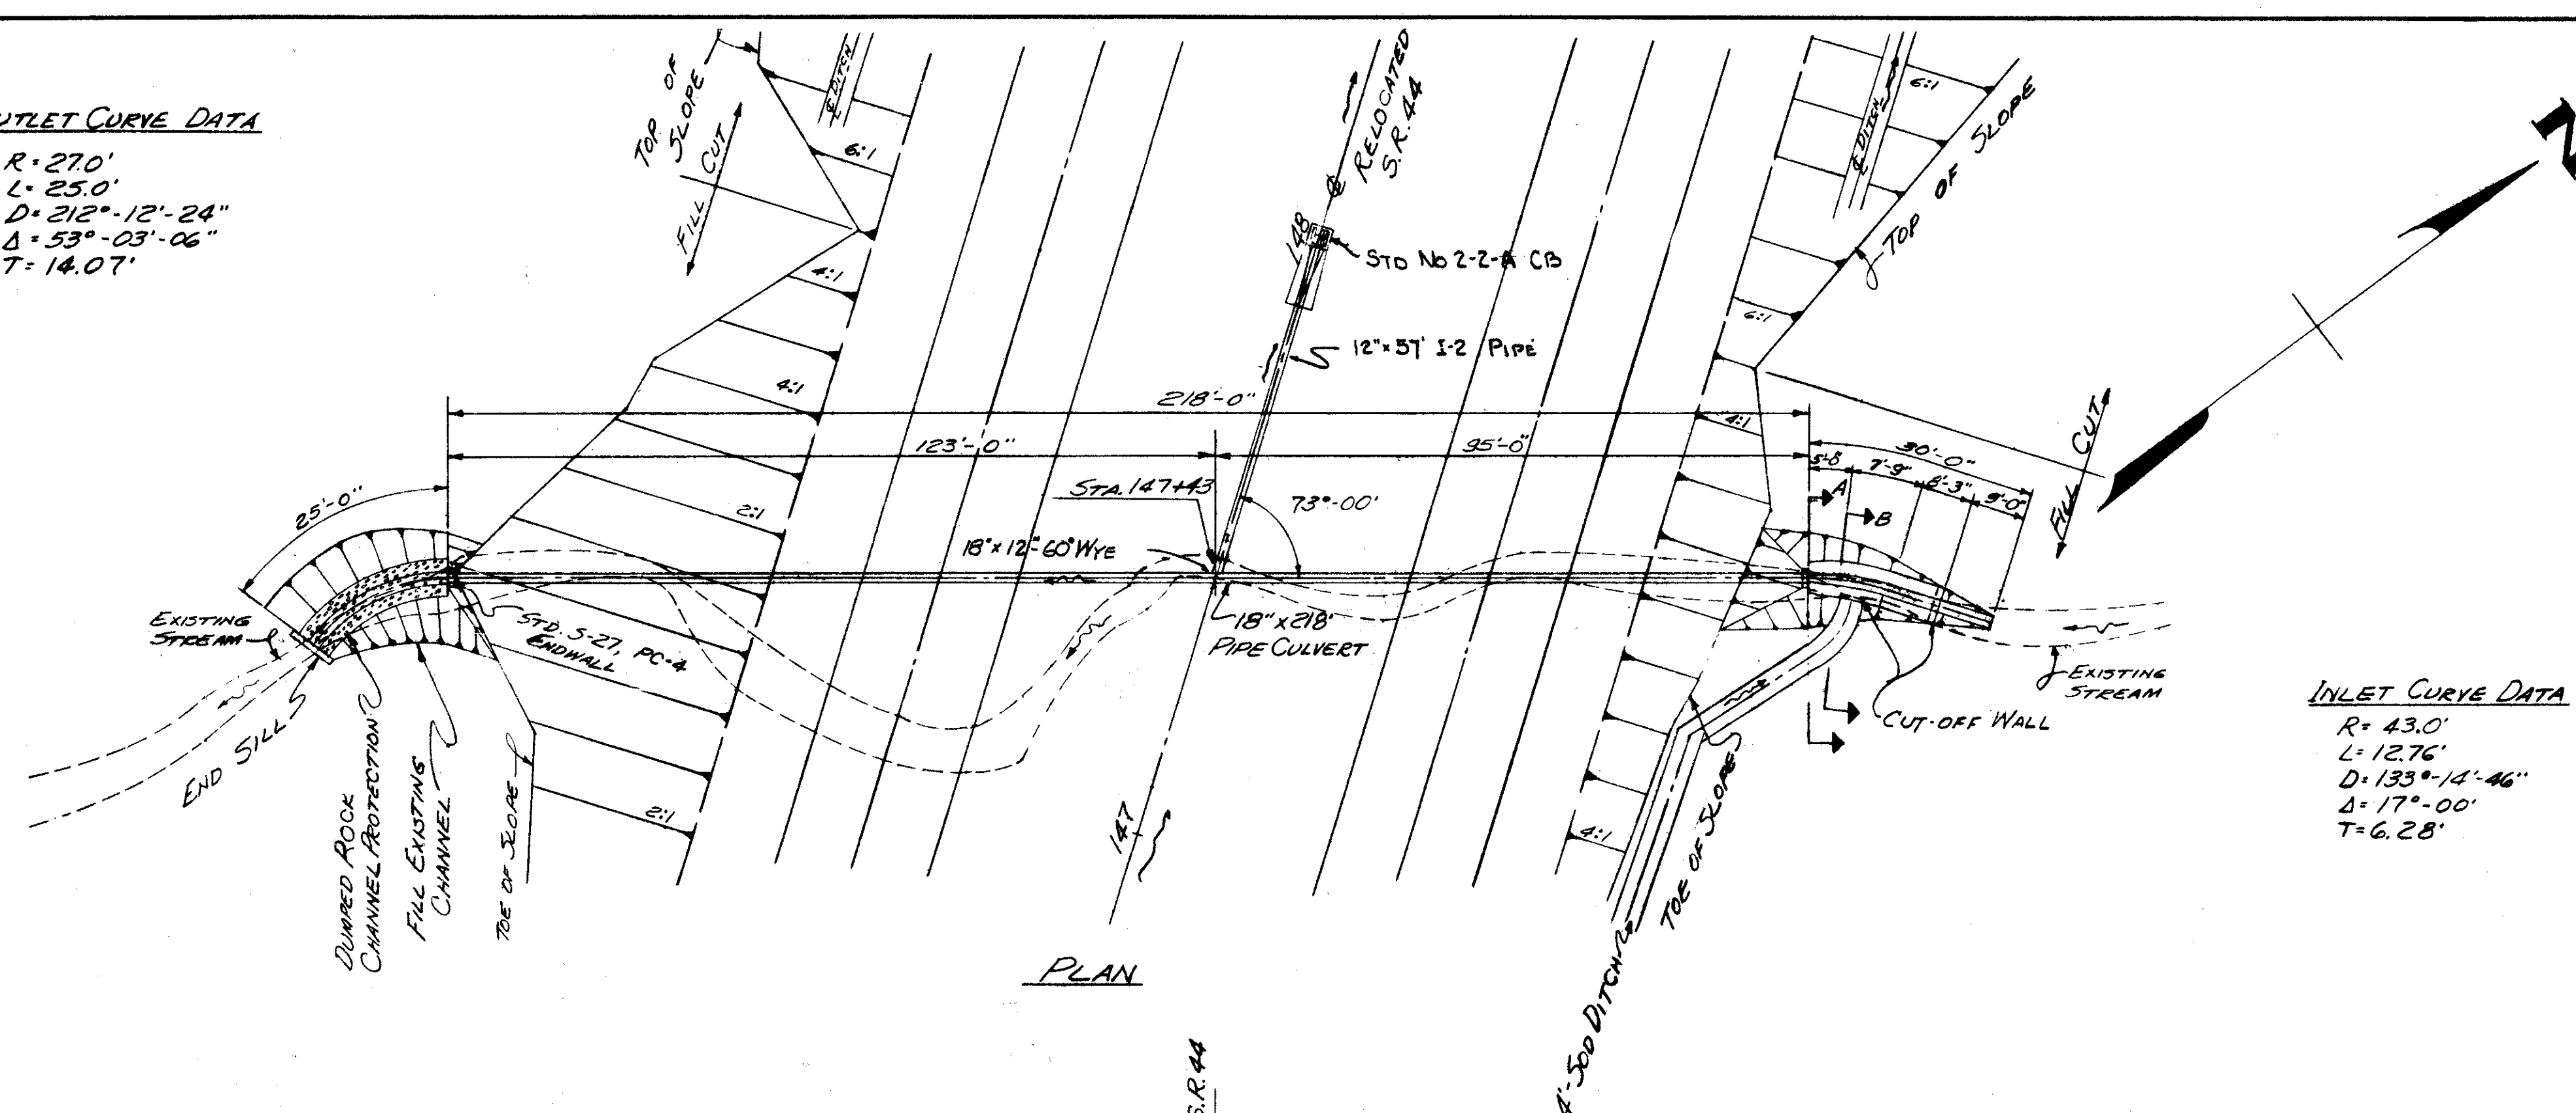 UTLET CURVE DATA
R=27.0'
L=25.0'
D=212°-12'-24"
Δ=53°-03'-06"
T=14.07'
TOP OF
SLOPE
CUT
FILL
℄ DITCH
6:1
4:1
4:1
2:1
2:1
148
℄ RELOCATED
S.R. 44
STD NO 2-2-A CB
12"x57' I-2 PIPE
218'-0"
123'-0"
95'-0"
STA. 147+43
73°-00'
18"x12"-60° WYE
18"x218'
PIPE CULVERT
147
6:1
℄ DITCH
TOP OF SLOPE
6:1
4:1
30'-0"
7'-9"
8'-3"
9'-0"
A
B
CUT
FILL
25'-0"
EXISTING
STREAM
STD. S-27, PC-4
ENDWALL
END SILL
DUMPED ROCK
CHANNEL PROTECTION
FILL EXISTING
CHANNEL
TOE OF SLOPE
EXISTING
STREAM
CUT-OFF WALL
4:1
TOE OF SLOPE
4'-SOD DITCH
INLET CURVE DATA
R=43.0'
L=12.76'
D=133°-14'-46"
Δ=17°-00'
T=6.28'
PLAN
S.R. 44